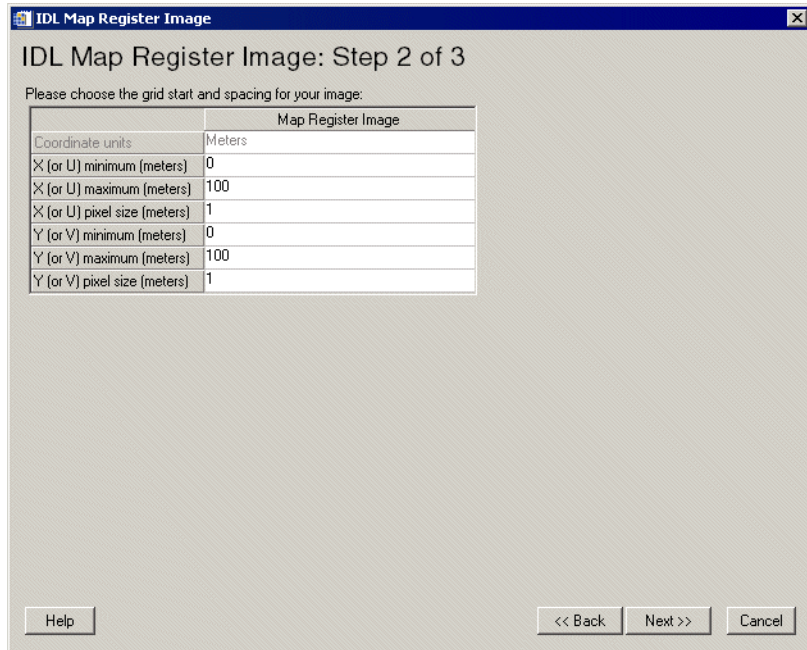 IDL Map Register Image
IDL Map Register Image: Step 2 of 3
Please choose the grid start and spacing for your image:
Map Register Image
Coordinate units Meters
X (or U) minimum (meters) 0
X (or U) maximum (meters) 100
X (or U) pixel size (meters) 1
Y (or V) minimum (meters) 0
Y (or V) maximum (meters) 100
Y (or V) pixel size (meters) 1
Help << Back Next >> Cancel